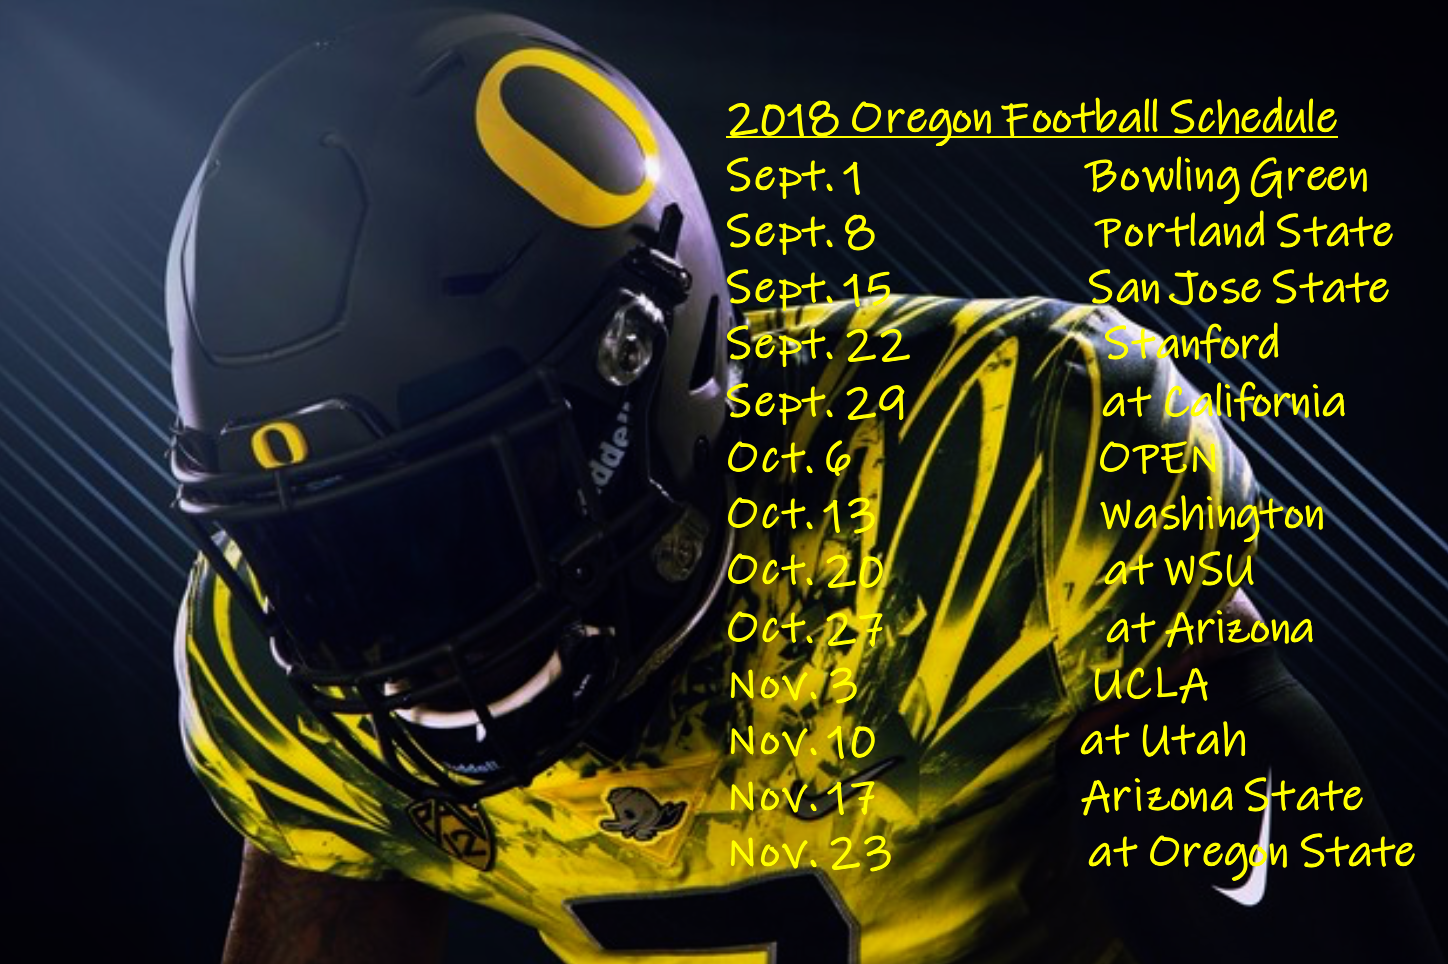 2018 Oregon Football Schedule
Sept. 1 Bowling Green
Sept. 8 Portland State
Sept. 15 San Jose State
Sept. 22 Stanford
Sept. 29 at California
Oct. 6 OPEN
Oct. 13 Washington
Oct. 20 at WSU
Oct. 27 at Arizona
Nov. 3 UCLA
Nov. 10 at Utah
Nov. 17 Arizona State
Nov. 23 at Oregon State
O
O
PAC
12